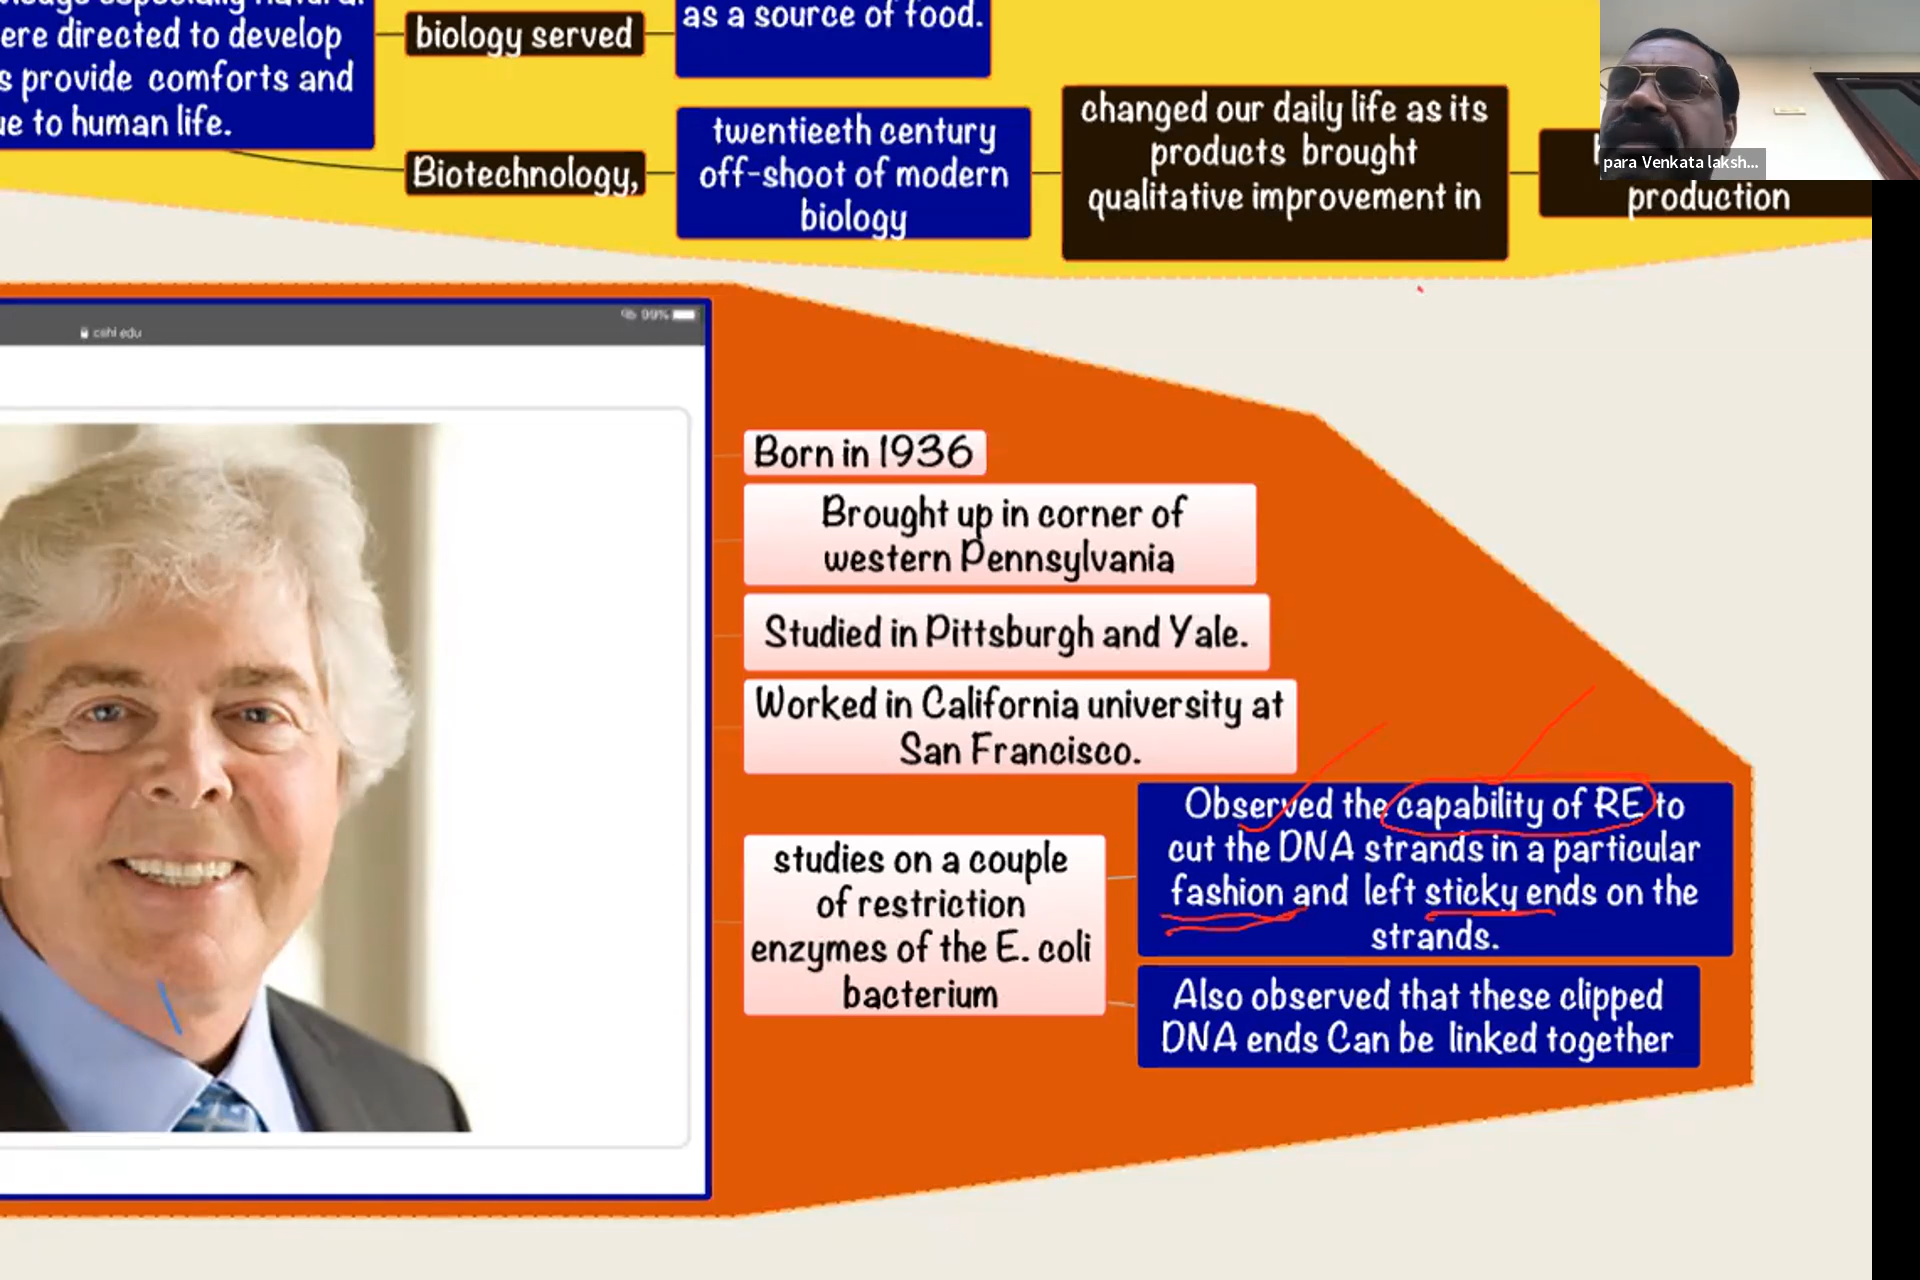 ere directed to develop
s provide comforts and
ue to human life.
biology served
as a source of food.
Biotechnology,
twentieeth century
off-shoot of modern
biology
changed our daily life as its
products brought
qualitative improvement in
production
para Venkata laksh...
99%
cshl.edu
Born in 1936
Brought up in corner of
western Pennsylvania
Studied in Pittsburgh and Yale.
Worked in California university at
San Francisco.
studies on a couple
of restriction
enzymes of the E. coli
bacterium
Observed the capability of RE to
cut the DNA strands in a particular
fashion and left sticky ends on the
strands.
Also observed that these clipped
DNA ends Can be linked together